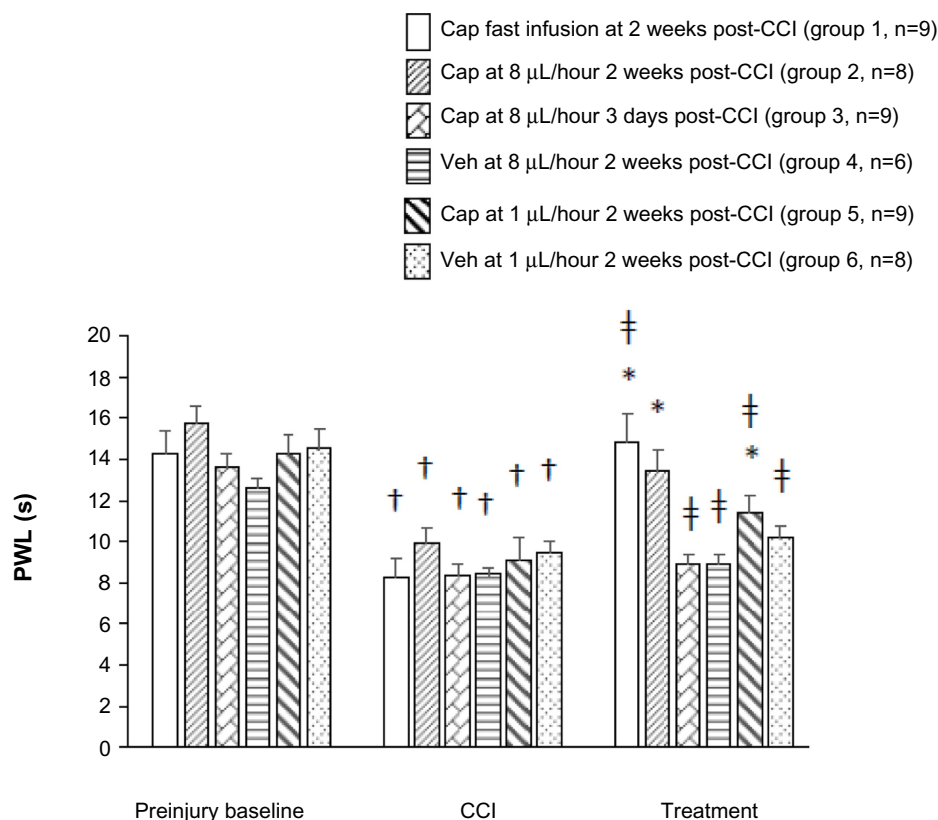 Cap fast infusion at 2 weeks post-CCI (group 1, n=9)
Cap at 8 μL/hour 2 weeks post-CCI (group 2, n=8)
Cap at 8 μL/hour 3 days post-CCI (group 3, n=9)
Veh at 8 μL/hour 2 weeks post-CCI (group 4, n=6)
Cap at 1 μL/hour 2 weeks post-CCI (group 5, n=9)
Veh at 1 μL/hour 2 weeks post-CCI (group 6, n=8)
PWL (s)
20
18
16
14
12
10
8
6
4
2
0
† † † † † †
‡ * * ‡ ‡ ‡ * ‡
Preinjury baseline CCI Treatment